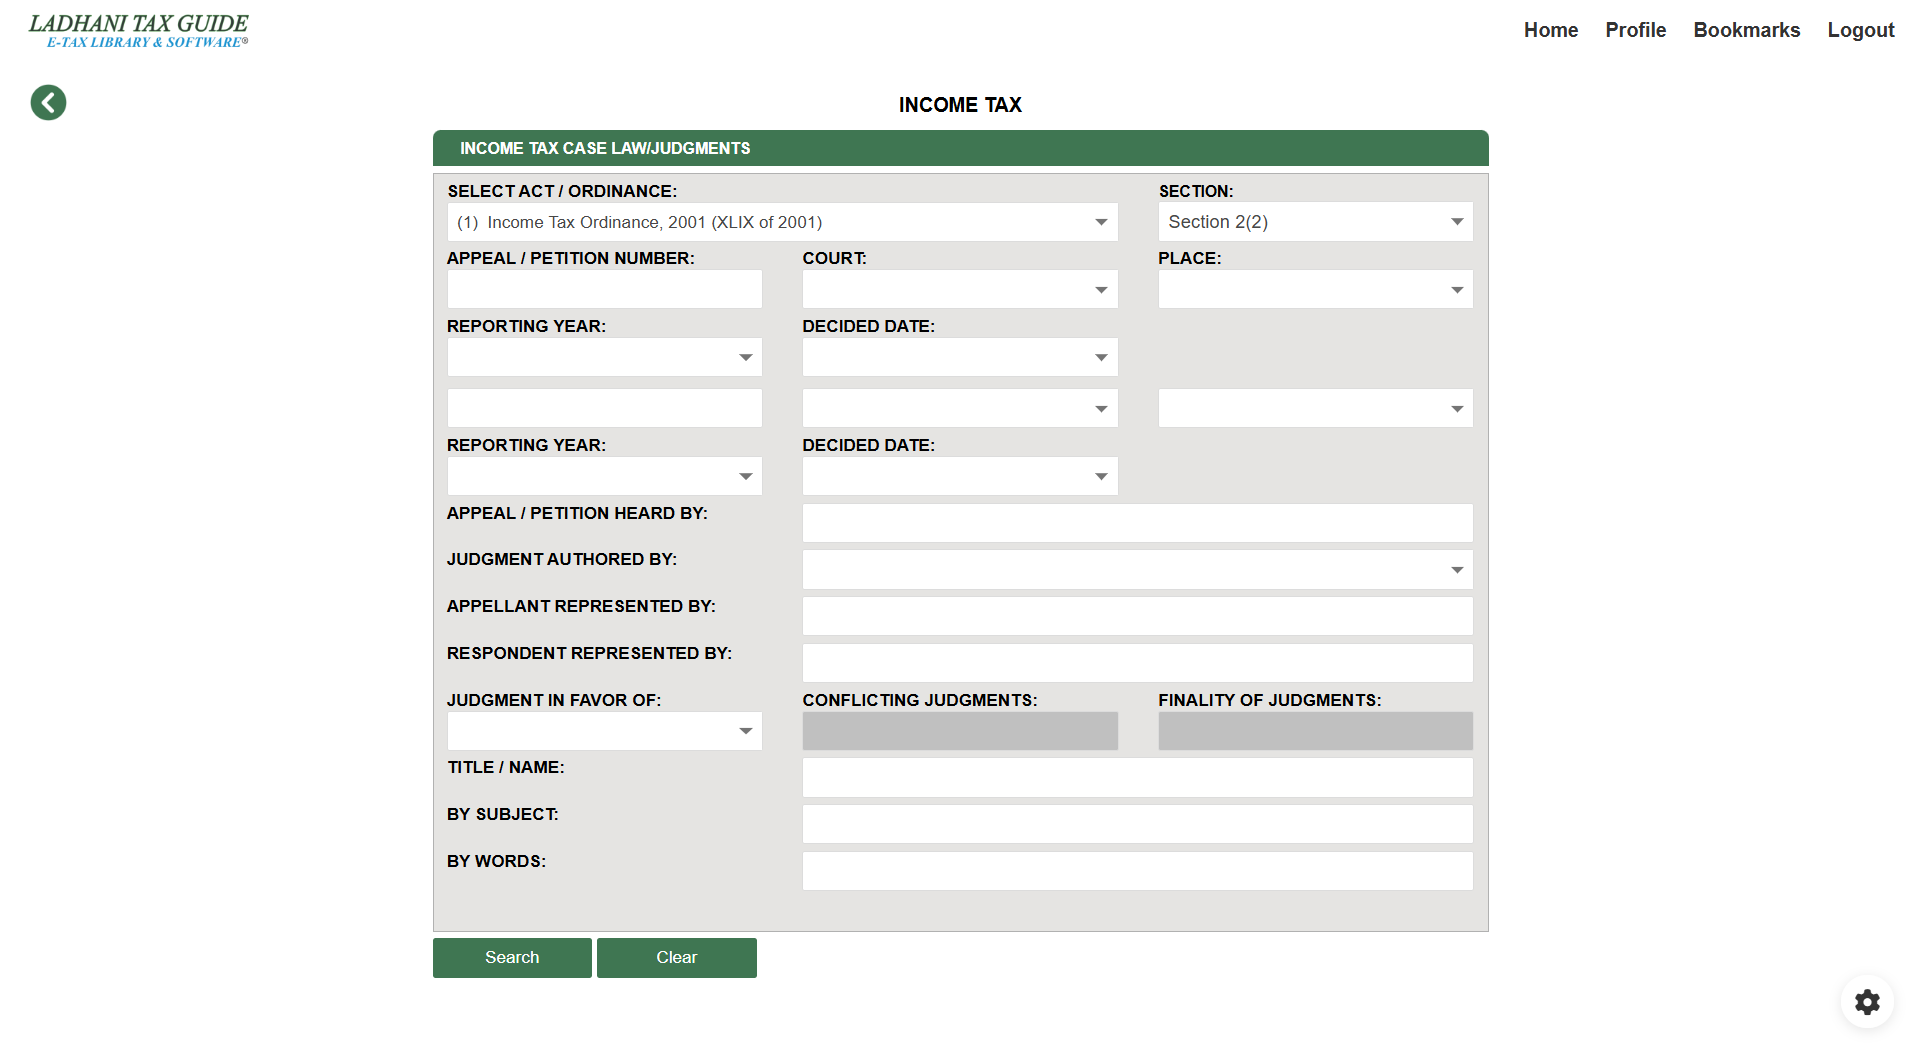 LADHANI TAX GUIDE
E-TAX LIBRARY & SOFTWARE®
Home Profile Bookmarks Logout
INCOME TAX
INCOME TAX CASE LAW/JUDGMENTS
SELECT ACT / ORDINANCE: SECTION:
(1) Income Tax Ordinance, 2001 (XLIX of 2001) Section 2(2)
APPEAL / PETITION NUMBER: COURT: PLACE:
REPORTING YEAR: DECIDED DATE:
REPORTING YEAR: DECIDED DATE:
APPEAL / PETITION HEARD BY:
JUDGMENT AUTHORED BY:
APPELLANT REPRESENTED BY:
RESPONDENT REPRESENTED BY:
JUDGMENT IN FAVOR OF: CONFLICTING JUDGMENTS: FINALITY OF JUDGMENTS:
TITLE / NAME:
BY SUBJECT:
BY WORDS:
Search Clear